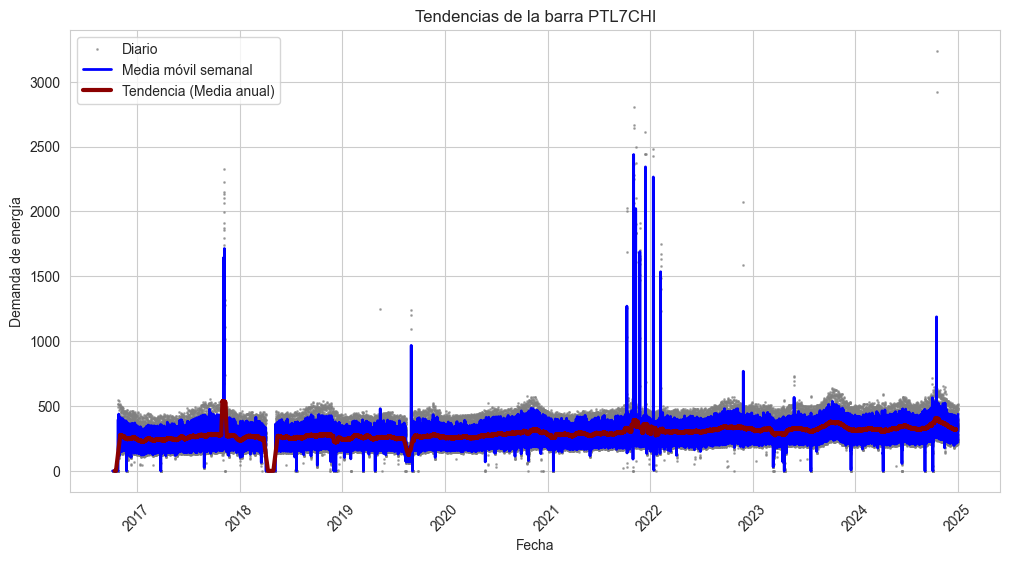 Tendencias de la barra PTL7CHI
Diario
Media móvil semanal
Tendencia (Media anual)
Demanda de energía
3000
2500
2000
1500
1000
500
0
2017
2018
2019
2020
2021
2022
2023
2024
2025
Fecha